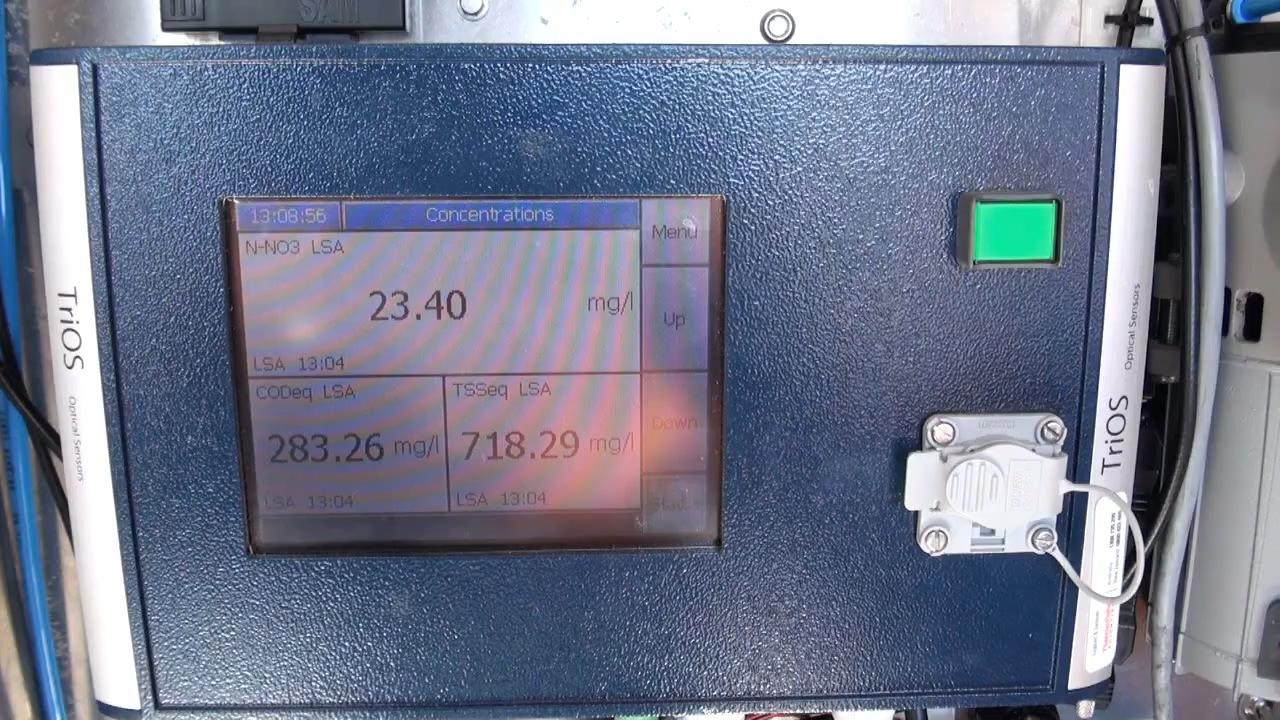 13:08:56
Concentrations
Menu
N-NO3 LSA
23.40 mg/l
Up
LSA 13:04
CODeq LSA
TSSeq LSA
Down
283.26 mg/l
718.29 mg/l
LSA 13:04
LSA 13:04
TriOS
Optical Sensors
TriOS
Optical Sensors